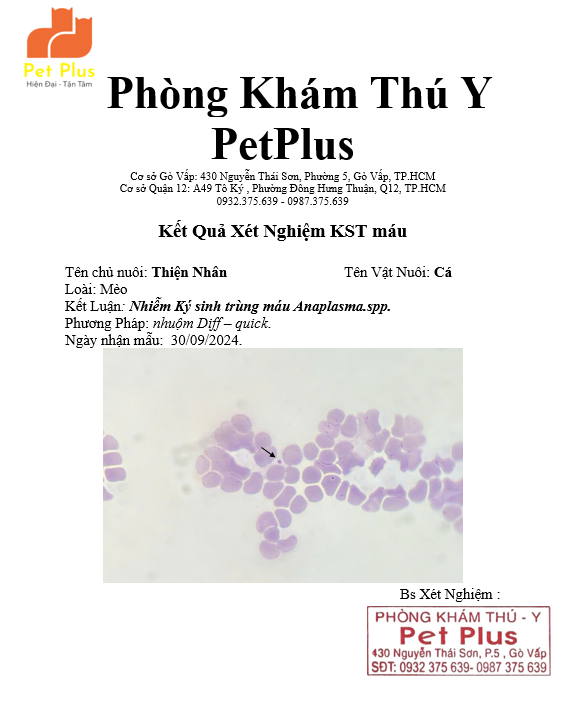 Pet Plus
Hiện Đại - Tận Tâm
Phòng Khám Thú Y
PetPlus
Cơ sở Gò Vấp: 430 Nguyễn Thái Sơn, Phường 5, Gò Vấp, TP.HCM
Cơ sở Quận 12: A49 Tô Ký , Phường Đông Hưng Thuận, Q12, TP.HCM
0932.375.639 - 0987.375.639
Kết Quả Xét Nghiệm KST máu
Tên chủ nuôi: Thiện Nhân Tên Vật Nuôi: Cá
Loài: Mèo
Kết Luận: Nhiễm Ký sinh trùng máu Anaplasma.spp.
Phương Pháp: nhuộm Diff – quick.
Ngày nhận mẫu: 30/09/2024.
Bs Xét Nghiệm :
PHÒNG KHÁM THÚ - Y
Pet Plus
430 Nguyễn Thái Sơn, P.5 , Gò Vấp
SĐT: 0932 375 639- 0987 375 639